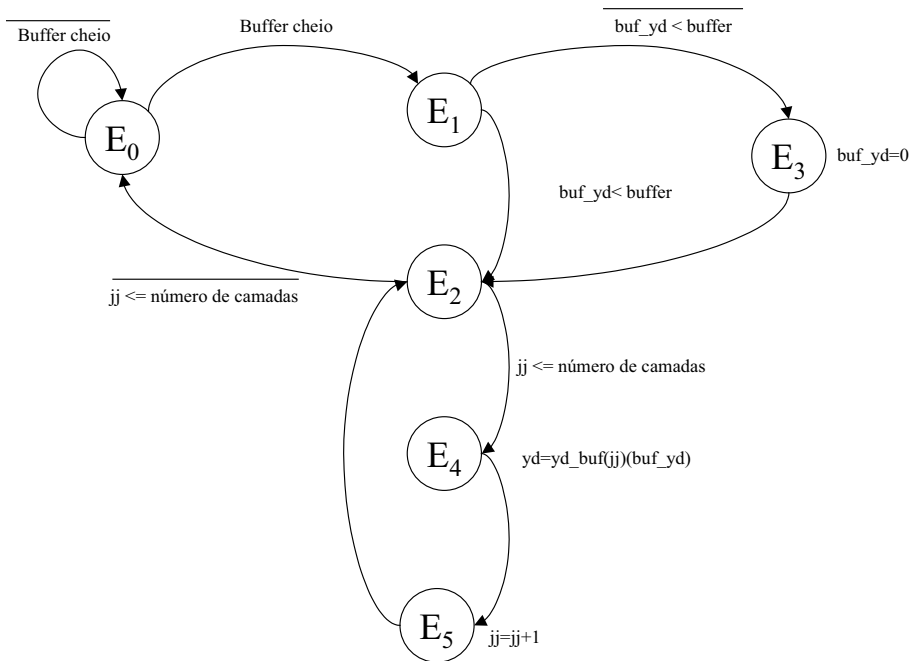 Buffer cheio
Buffer cheio
buf_yd < buffer
E0
E1
E3
buf_yd=0
buf_yd< buffer
E2
jj <= número de camadas
jj <= número de camadas
E4
yd=yd_buf(jj)(buf_yd)
E5
jj=jj+1